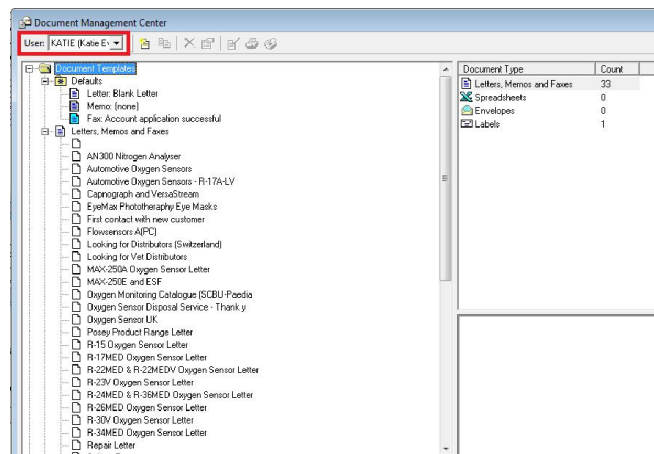 Document Management Center
User: KATIE (Katie Ev
Document Templates
Defaults
Letter: Blank Letter
Memo: (none)
Fax: Account application successful
Letters, Memos and Faxes
AN300 Nitrogen Analyser
Automotive Oxygen Sensors
Automotive Oxygen Sensors - R-17A-LV
Capnograph and VersaStream
EyeMax Phototheraphy Eye Masks
First contact with new customer
Flowsensors A(PC)
Looking for Distributors (Switzerland)
Looking for Vet Distributors
MAX-250A Oxygen Sensor Letter
MAX-250E and ESF
Oxygen Monitoring Catalogue (SCBU-Paedia
Oxygen Sensor Disposal Service - Thank y
Oxygen Sensor UK
Posey Product Range Letter
R-15 Oxygen Sensor Letter
R-17MED Oxygen Sensor Letter
R-22MED & R-22MEDV Oxygen Sensor Letter
R-23V Oxygen Sensor Letter
R-24MED & R-36MED Oxygen Sensor Letter
R-26MED Oxygen Sensor Letter
R-30V Oxygen Sensor Letter
R-34MED Oxygen Sensor Letter
Repair Letter
Document Type Count
Letters, Memos and Faxes 33
Spreadsheets 0
Envelopes 0
Labels 1